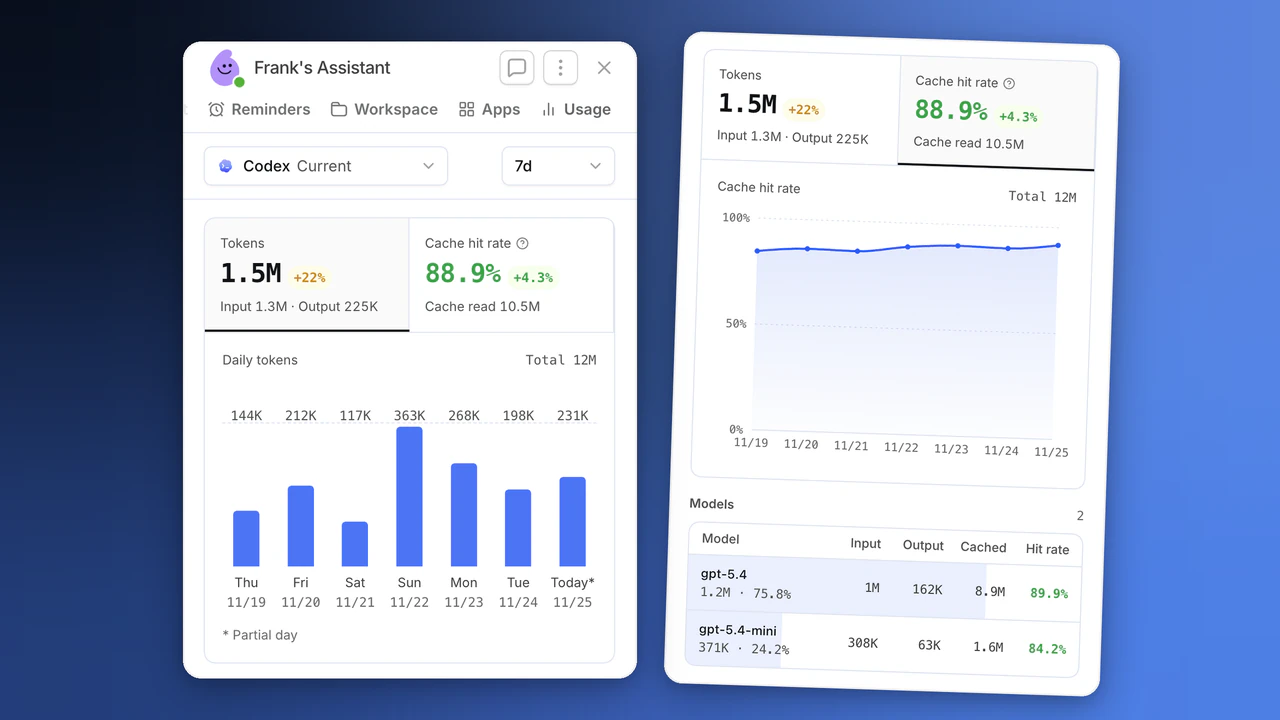 Frank's Assistant
Reminders Workspace Apps Usage
Codex Current 7d
Tokens
1.5M +22%
Input 1.3M · Output 225K
Cache hit rate
88.9% +4.3%
Cache read 10.5M
Daily tokens Total 12M
144K 212K 117K 363K 268K 198K 231K
Thu Fri Sat Sun Mon Tue Today*
11/19 11/20 11/21 11/22 11/23 11/24 11/25
* Partial day
Tokens
1.5M +22%
Input 1.3M · Output 225K
Cache hit rate
88.9% +4.3%
Cache read 10.5M
Cache hit rate Total 12M
100%
50%
0%
11/19 11/20 11/21 11/22 11/23 11/24 11/25
Models 2
Model Input Output Cached Hit rate
gpt-5.4
1.2M · 75.8% 1M 162K 8.9M 89.9%
gpt-5.4-mini
371K · 24.2% 308K 63K 1.6M 84.2%